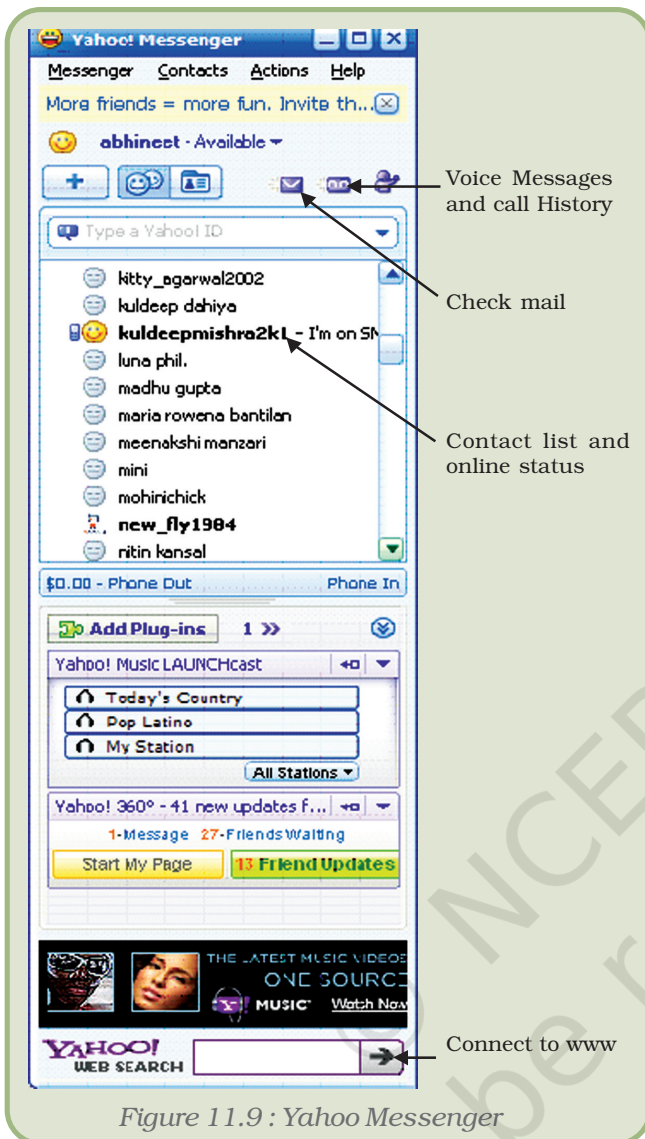 Yahoo! Messenger
Messenger Contacts Actions Help
More friends = more fun. Invite th...
abhineet - Available
Voice Messages
and call History
Type a Yahoo! ID
Check mail
kitty_agarwal2002
kuldeep dahiya
kuldeepmishra2k1 - I'm on SM
luna phil.
madhu gupta
maria rowena bantilan
meenakshi manzari
Contact list and
online status
mini
mohinichick
new_fly1984
nitin kansal
$0.00 - Phone Out Phone In
Add Plug-ins 1 >>
Yahoo! Music LAUNCHcast
Today's Country
Pop Latino
My Station
All Stations
Yahoo! 360° - 41 new updates f...
1-Message 27-Friends Waiting
Start My Page 13 Friend Updates
THE LATEST MUSIC VIDEOS
ONE SOURCE
Y! MUSIC Watch Now
Connect to www
YAHOO!
WEB SEARCH
Figure 11.9 : Yahoo Messenger